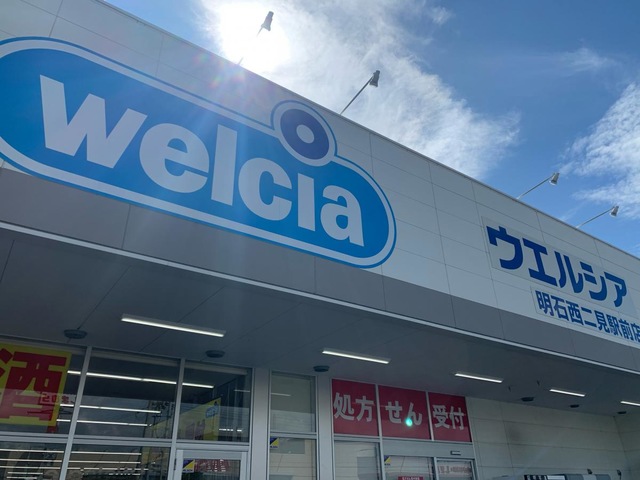 welcia
ウエルシア
明石西二見駅前店
酒
処方せん受付